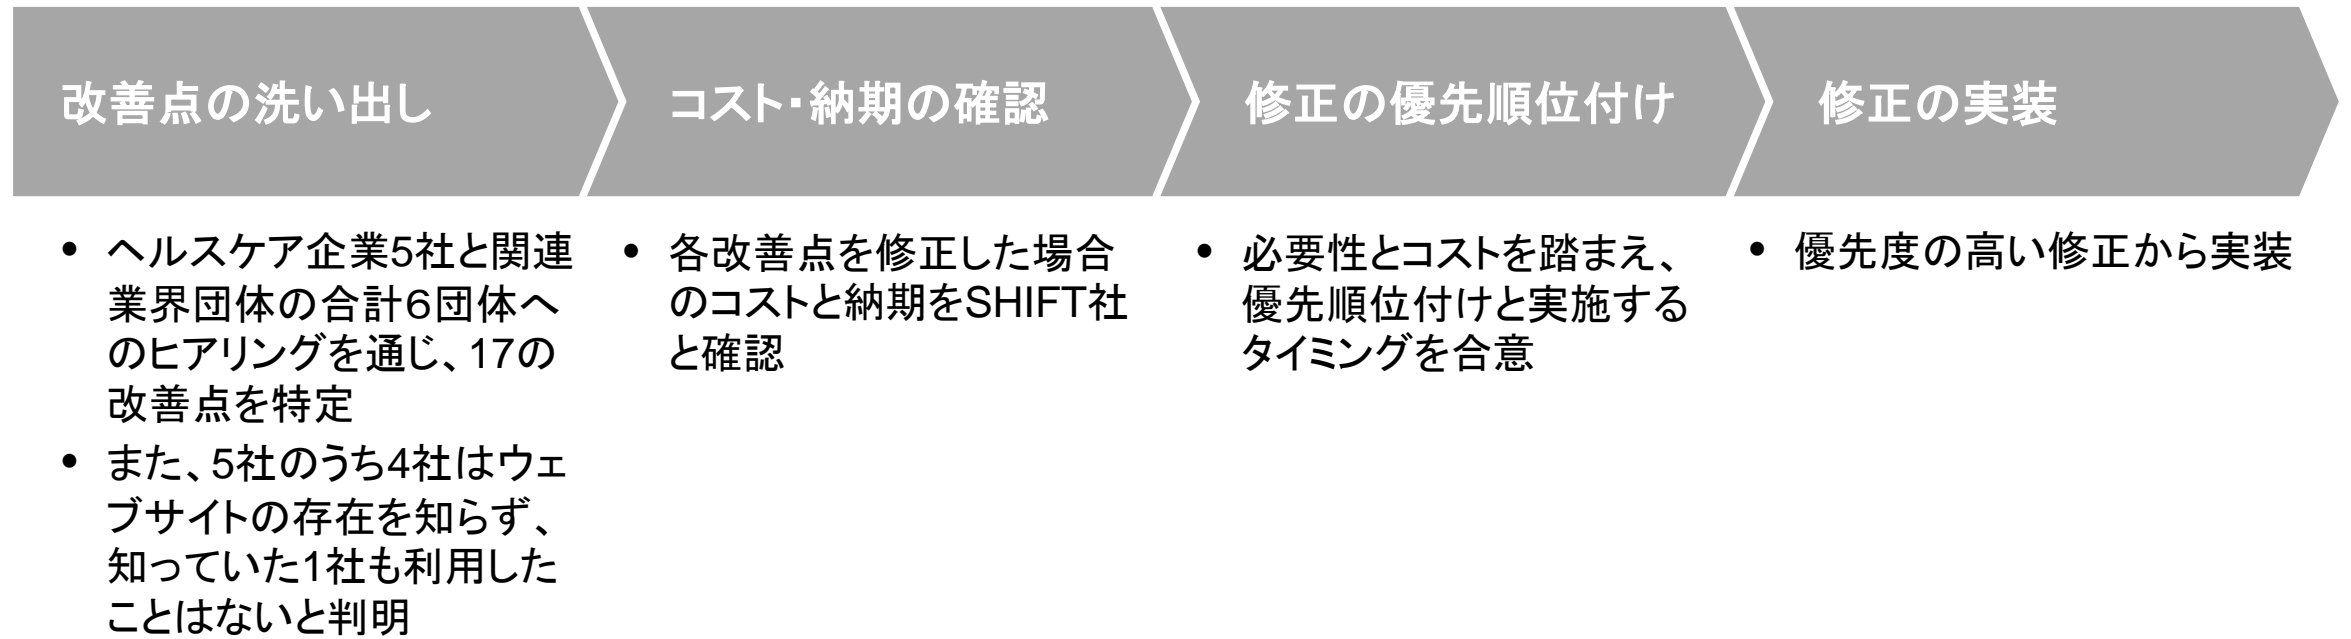 改善点の洗い出し
コスト・納期の確認
修正の優先順位付け
修正の実装
• ヘルスケア企業5社と関連
業界団体の合計６団体へ
のヒアリングを通じ、17の
改善点を特定
• また、5社のうち4社はウェ
ブサイトの存在を知らず、
知っていた1社も利用した
ことはないと判明
• 各改善点を修正した場合
のコストと納期をSHIFT社
と確認
• 必要性とコストを踏まえ、
優先順位付けと実施する
タイミングを合意
• 優先度の高い修正から実装